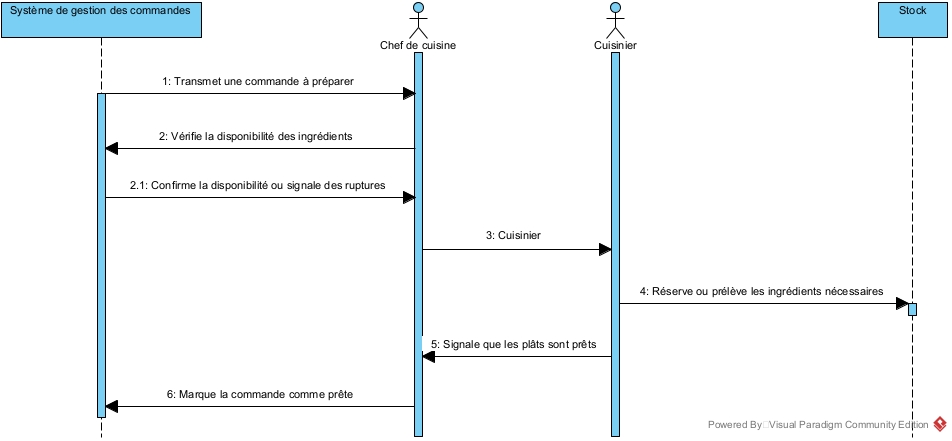 Système de gestion des commandes
Chef de cuisine
Cuisinier
Stock
1: Transmet une commande à préparer
2: Vérifie la disponibilité des ingrédients
2.1: Confirme la disponibilité ou signale des ruptures
3: Cuisinier
4: Réserve ou prélève les ingrédients nécessaires
5: Signale que les plâts sont prêts
6: Marque la commande comme prête
Powered By Visual Paradigm Community Edition